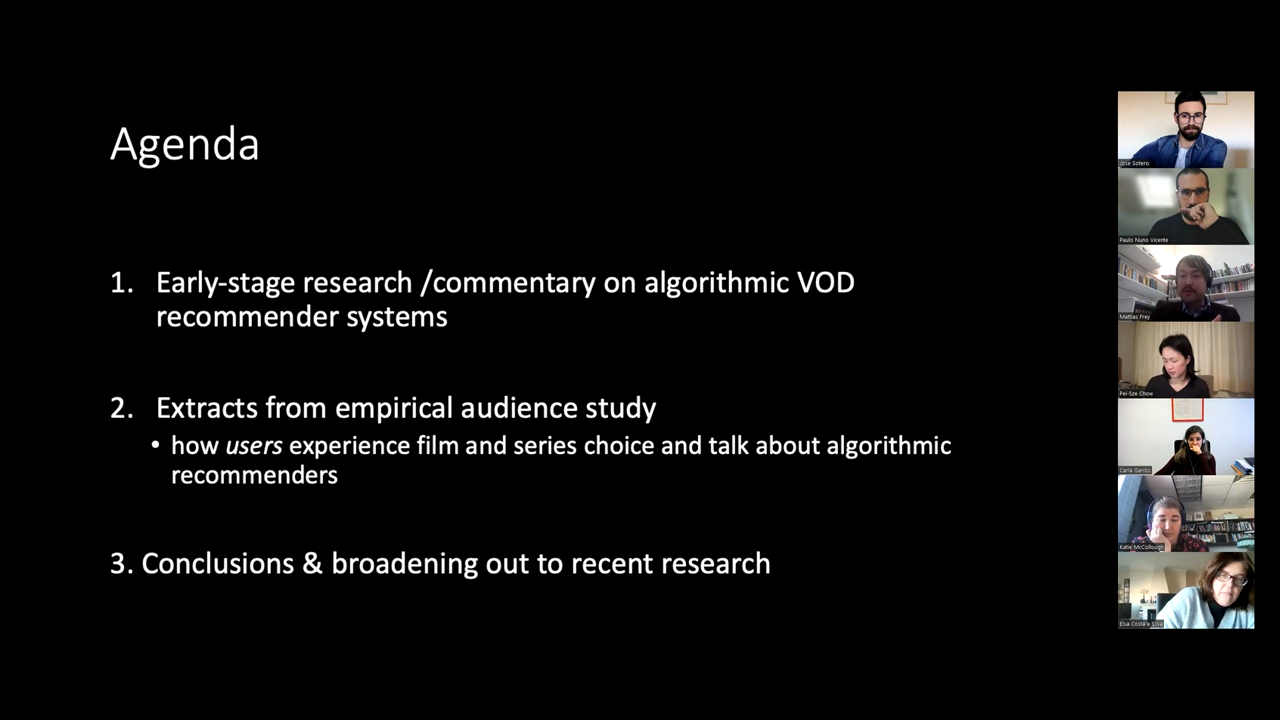 Agenda
1. Early-stage research /commentary on algorithmic VOD
recommender systems
2. Extracts from empirical audience study
• how users experience film and series choice and talk about algorithmic
recommenders
3. Conclusions & broadening out to recent research
Jose Sotero
Paulo Nuno Vicente
Mattias Frey
Pei-Sze Chow
Carla Ganito
Katie McCollough
Elsa Costa e Silva